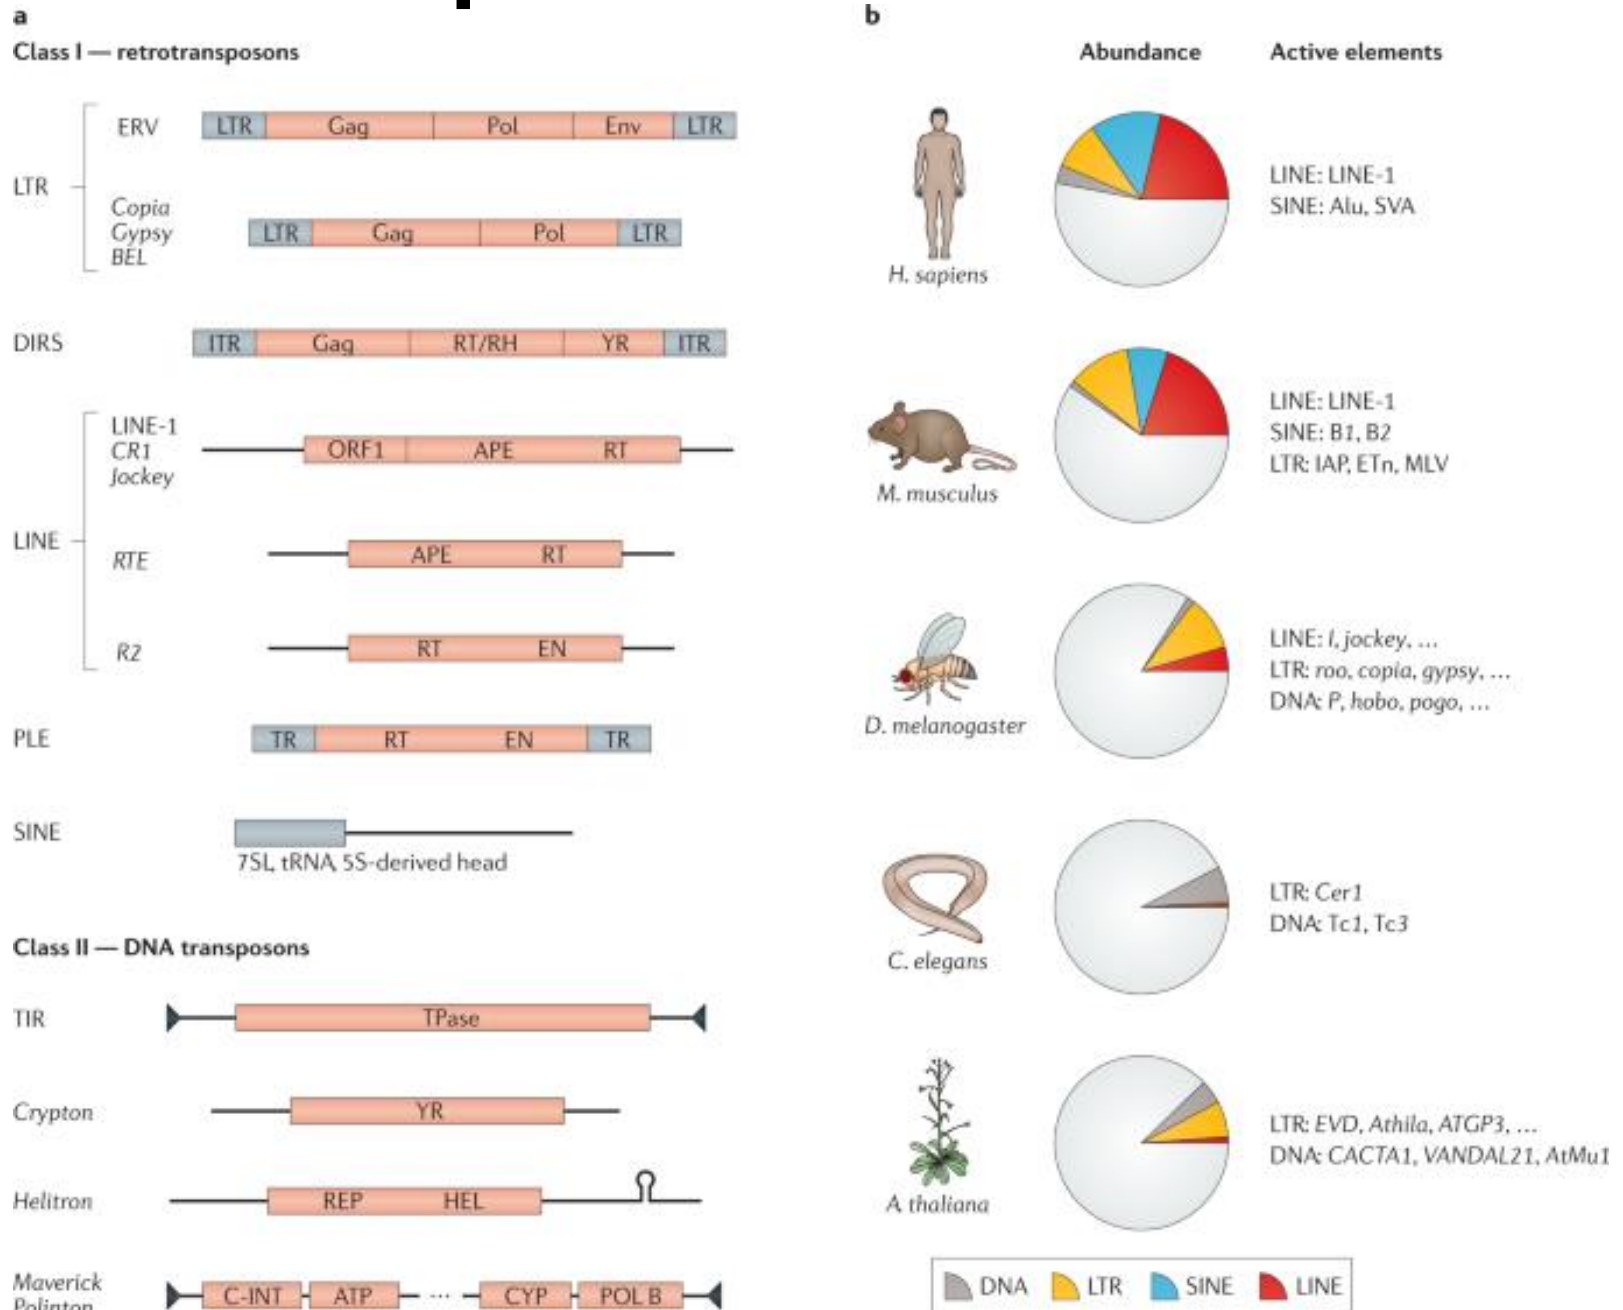 a
Class I — retrotransposons
ERV
LTR Gag Pol Env LTR
LTR
Copia
Gypsy
BEL
LTR Gag Pol LTR
DIRS
ITR Gag RT/RH YR ITR
LINE-1
CR1
Jockey
ORF1 APE RT
LINE
RTE
APE RT
R2
RT EN
PLE
TR RT EN TR
SINE
7SL, tRNA, 5S-derived head
Class II — DNA transposons
TIR
TPase
Crypton
YR
Helitron
REP HEL
Maverick
Polinton
C-INT ATP ... CYP POL B
b
Abundance Active elements
H. sapiens
LINE: LINE-1
SINE: Alu, SVA
M. musculus
LINE: LINE-1
SINE: B1, B2
LTR: IAP, ETn, MLV
D. melanogaster
LINE: I, jockey, ...
LTR: roo, copia, gypsy, ...
DNA: P, hobo, pogo, ...
C. elegans
LTR: Cer1
DNA: Tc1, Tc3
A. thaliana
LTR: EVD, Athila, ATGP3, ...
DNA: CACTA1, VANDAL21, AtMu1
DNA LTR SINE LINE